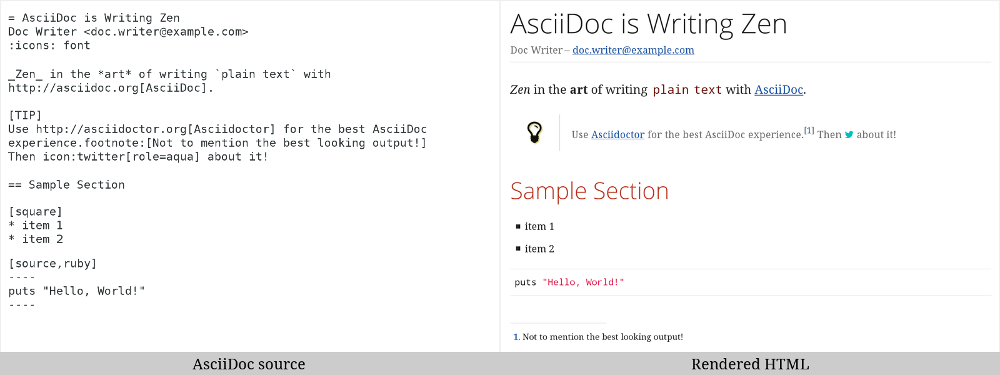 = AsciiDoc is Writing Zen
Doc Writer <doc.writer@example.com>
:icons: font

_Zen_ in the *art* of writing `plain text` with
http://asciidoc.org[AsciiDoc].

[TIP]
Use http://asciidoctor.org[Asciidoctor] for the best AsciiDoc
experience.footnote:[Not to mention the best looking output!]
Then icon:twitter[role=aqua] about it!

== Sample Section

[square]
* item 1
* item 2

[source,ruby]
----
puts "Hello, World!"
----

AsciiDoc source

AsciiDoc is Writing Zen
Doc Writer – doc.writer@example.com
Zen in the art of writing plain text with AsciiDoc.
Use Asciidoctor for the best AsciiDoc experience.[1] Then about it!
Sample Section
▪ item 1
▪ item 2
puts "Hello, World!"
1. Not to mention the best looking output!
Rendered HTML